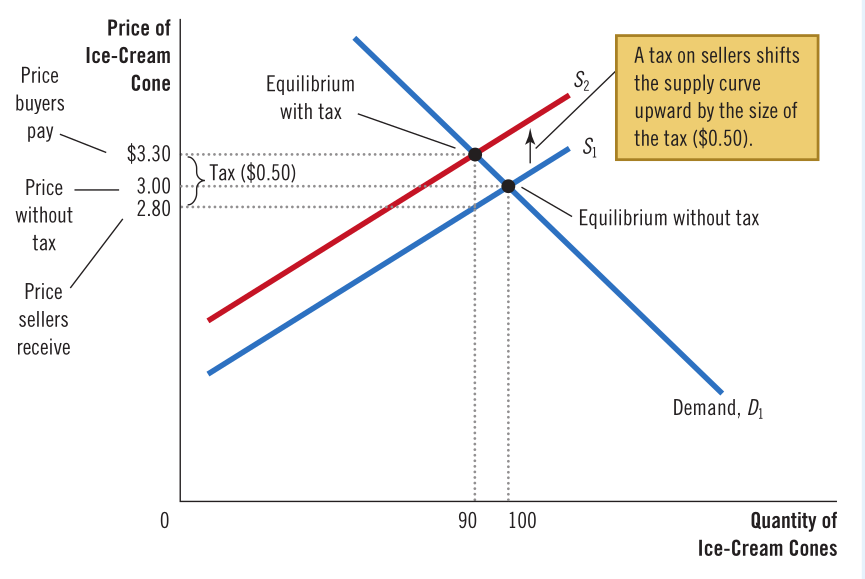 Price of
Ice-Cream
Cone
Price
buyers
pay
Equilibrium
with tax
S2
A tax on sellers shifts
the supply curve
upward by the size of
the tax ($0.50).
S1
$3.30
Tax ($0.50)
Price
without
tax
3.00
2.80
Equilibrium without tax
Price
sellers
receive
Demand, D1
0
90
100
Quantity of
Ice-Cream Cones